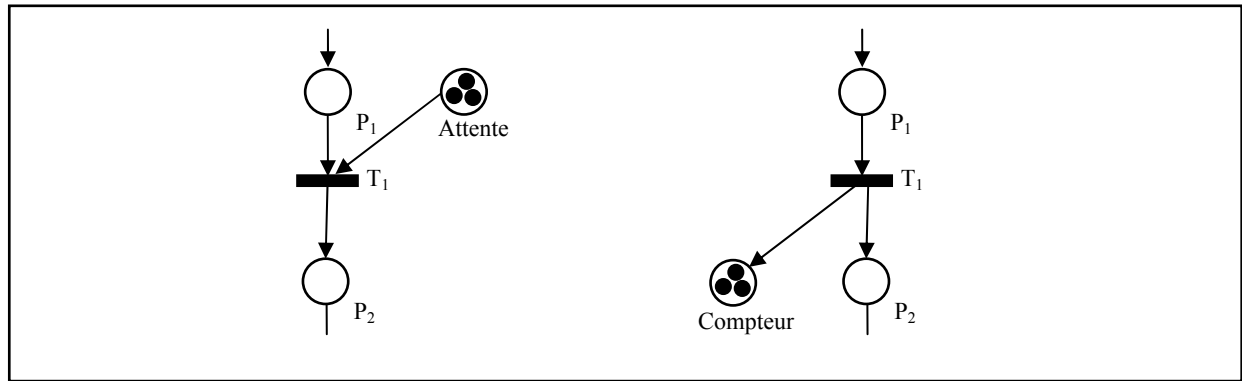 P₁
Attente
T₁
P₂
P₁
T₁
Compteur
P₂